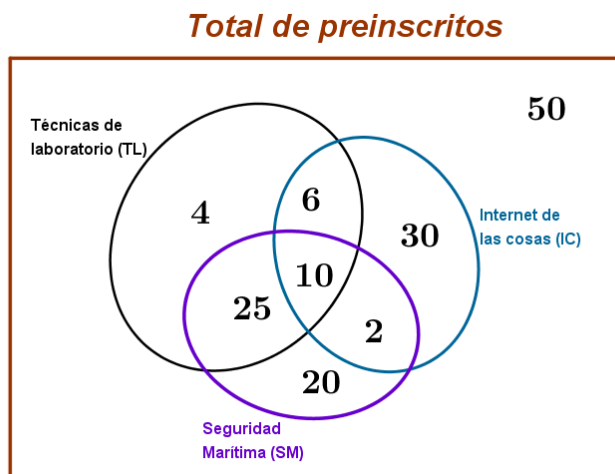 Total de preinscritos
50
Técnicas de
laboratorio (TL)
6
4
Internet de
las cosas (IC)
30
10
25
2
20
Seguridad
Marítima (SM)